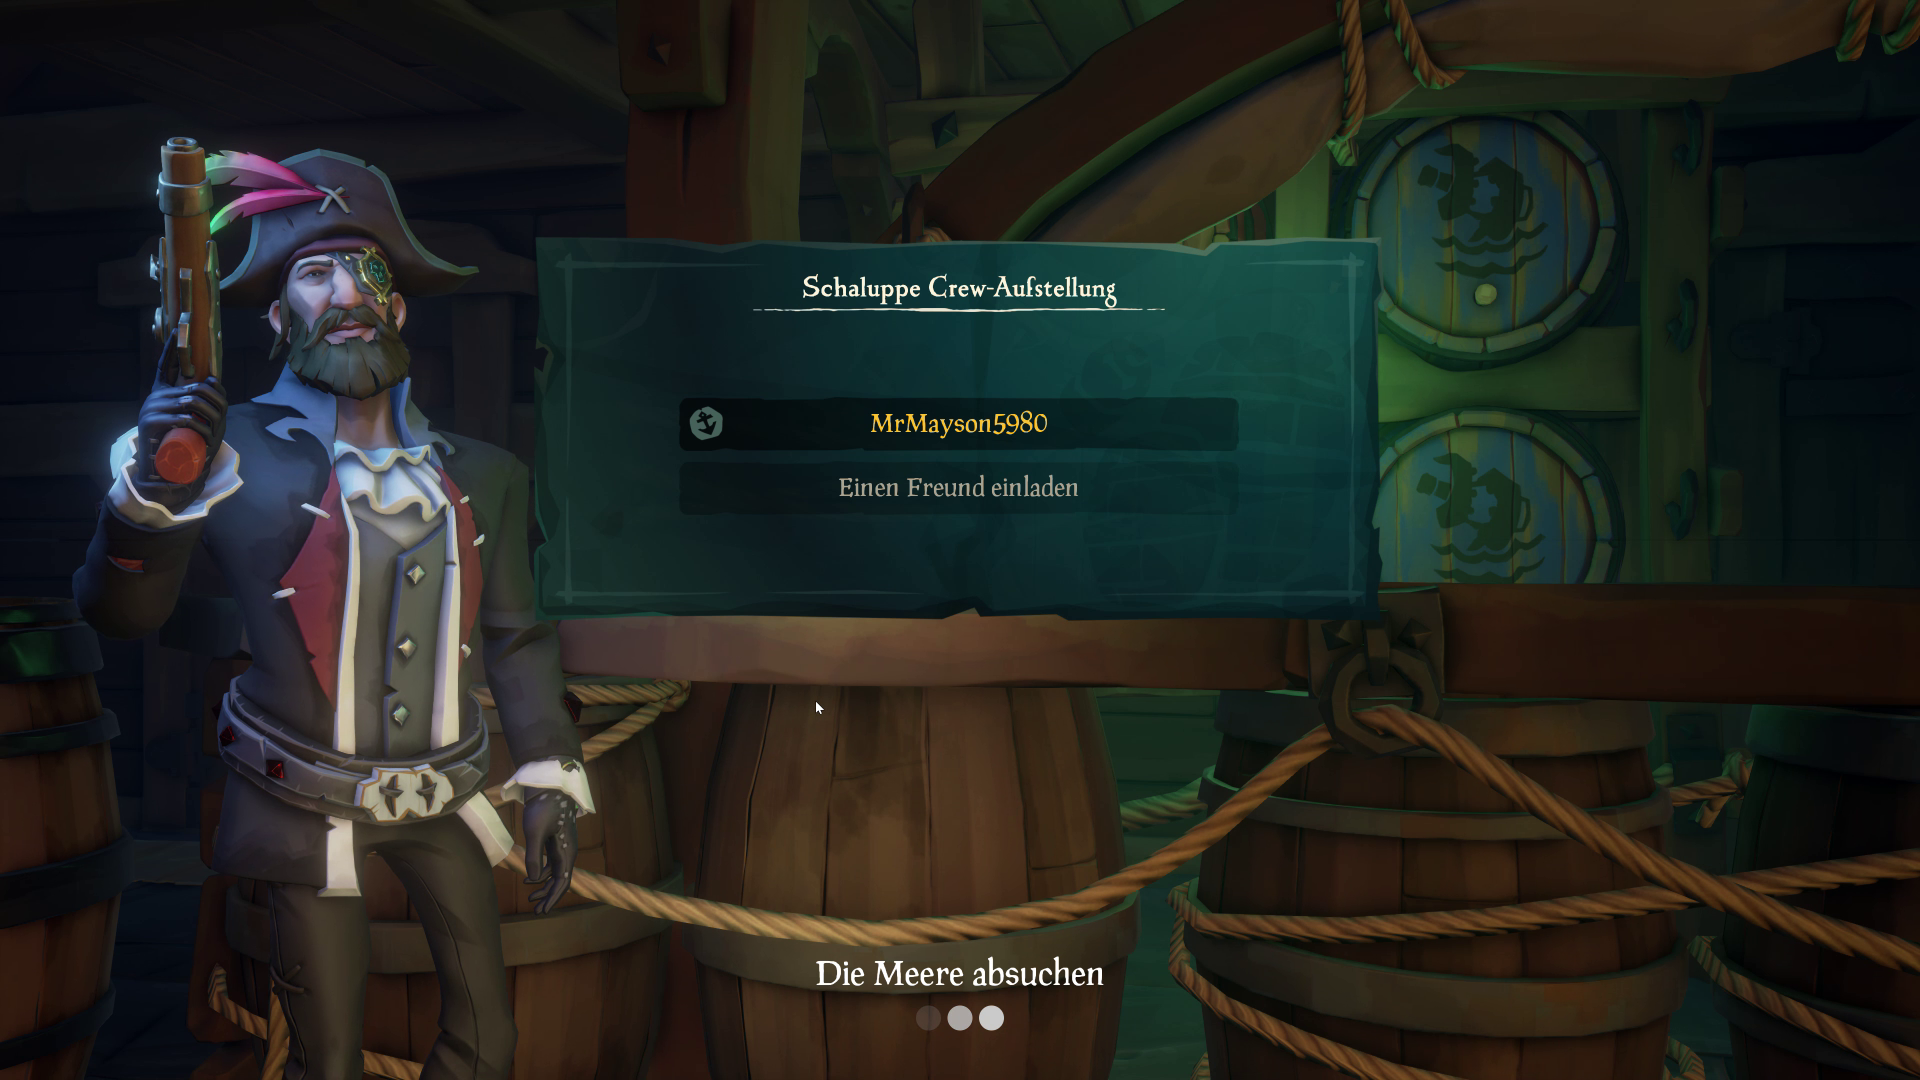 Schaluppe Crew-Aufstellung
MrMayson5980
Einen Freund einladen
Die Meere absuchen